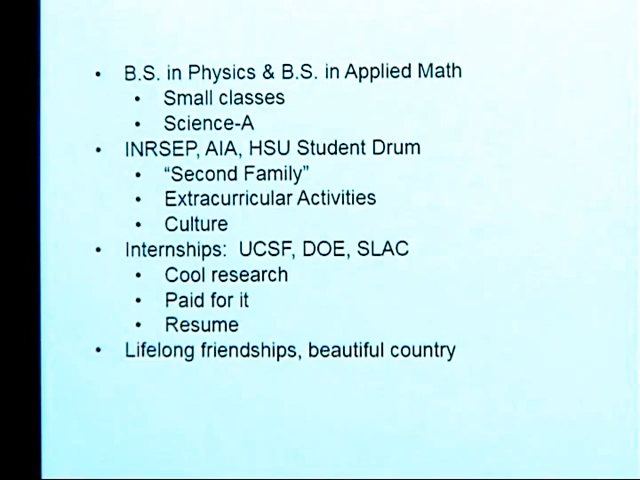 • B.S. in Physics & B.S. in Applied Math
• Small classes
• Science-A
• INRSEP, AIA, HSU Student Drum
• “Second Family”
• Extracurricular Activities
• Culture
• Internships: UCSF, DOE, SLAC
• Cool research
• Paid for it
• Resume
• Lifelong friendships, beautiful country